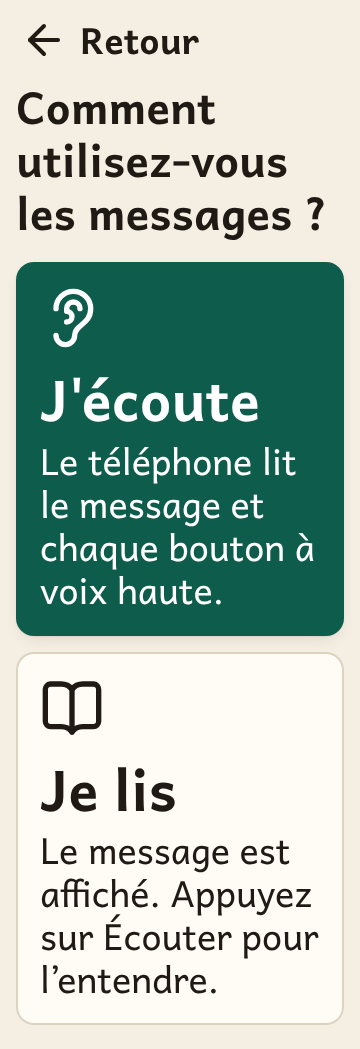 Retour
Comment
utilisez-vous
les messages ?
J'écoute
Le téléphone lit
le message et
chaque bouton à
voix haute.
Je lis
Le message est
affiché. Appuyez
sur Écouter pour
l’entendre.